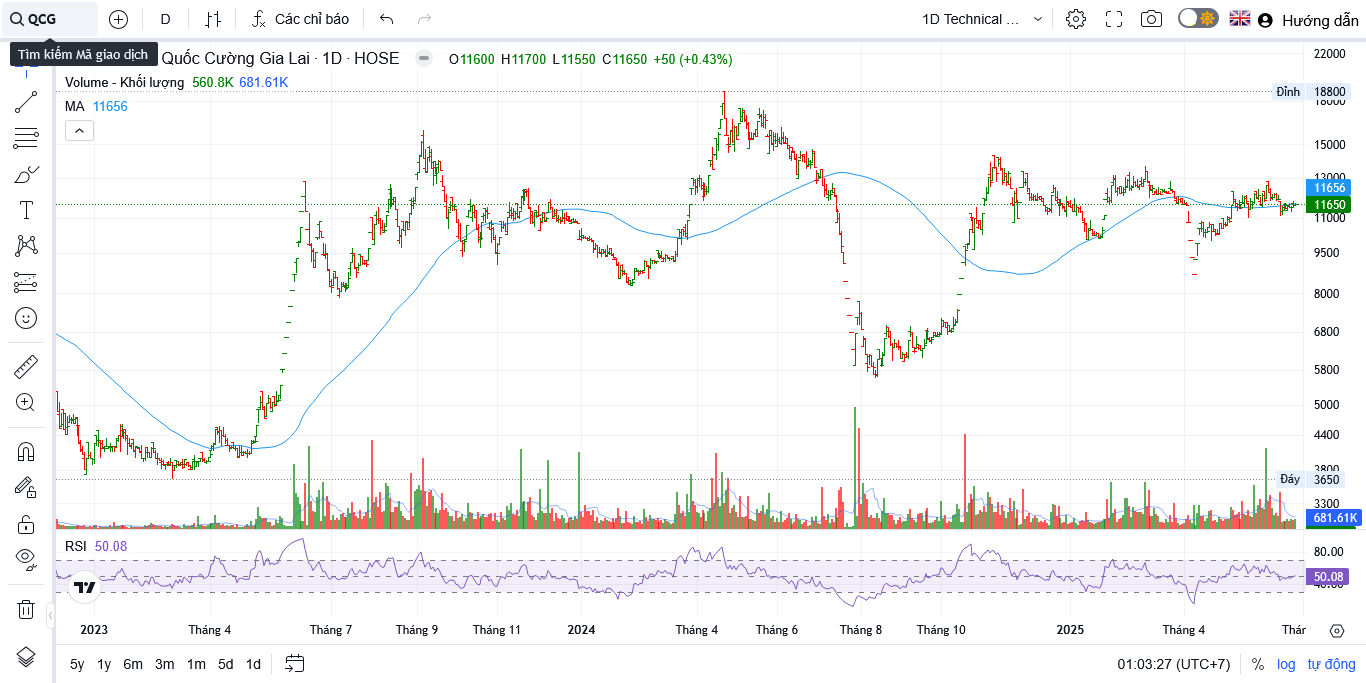 QCG
D
Các chỉ báo
1D Technical ...
Hướng dẫn
Tìm kiếm Mã giao dịch
Quốc Cường Gia Lai · 1D · HOSE
O11600 H11700 L11550 C11650 +50 (+0.43%)
Volume - Khối lượng 560.8K 681.61K
MA 11656
22000
Đỉnh 18800
18000
15000
13000
11656
11650
11000
9500
8000
6800
5800
5000
4400
3800
Đáy 3650
3300
681.61K
RSI 50.08
80.00
50.08
40.00
2023 Tháng 4 Tháng 7 Tháng 9 Tháng 11 2024 Tháng 4 Tháng 6 Tháng 8 Tháng 10 2025 Tháng 4 Thár
5y 1y 6m 3m 1m 5d 1d
01:03:27 (UTC+7) % log tự động